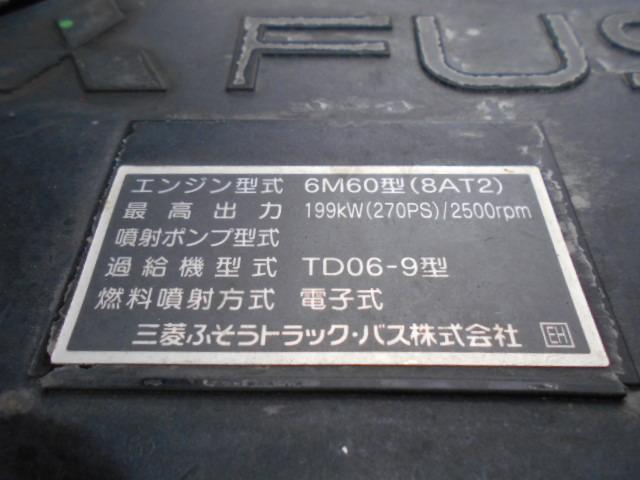 FUS
エンジン型式 6M60型(8AT2)
最高出力 199kW(270PS)/2500rpm
噴射ポンプ型式
過給機型式 TD06-9型
燃料噴射方式 電子式
三菱ふそうトラック・バス株式会社 EH